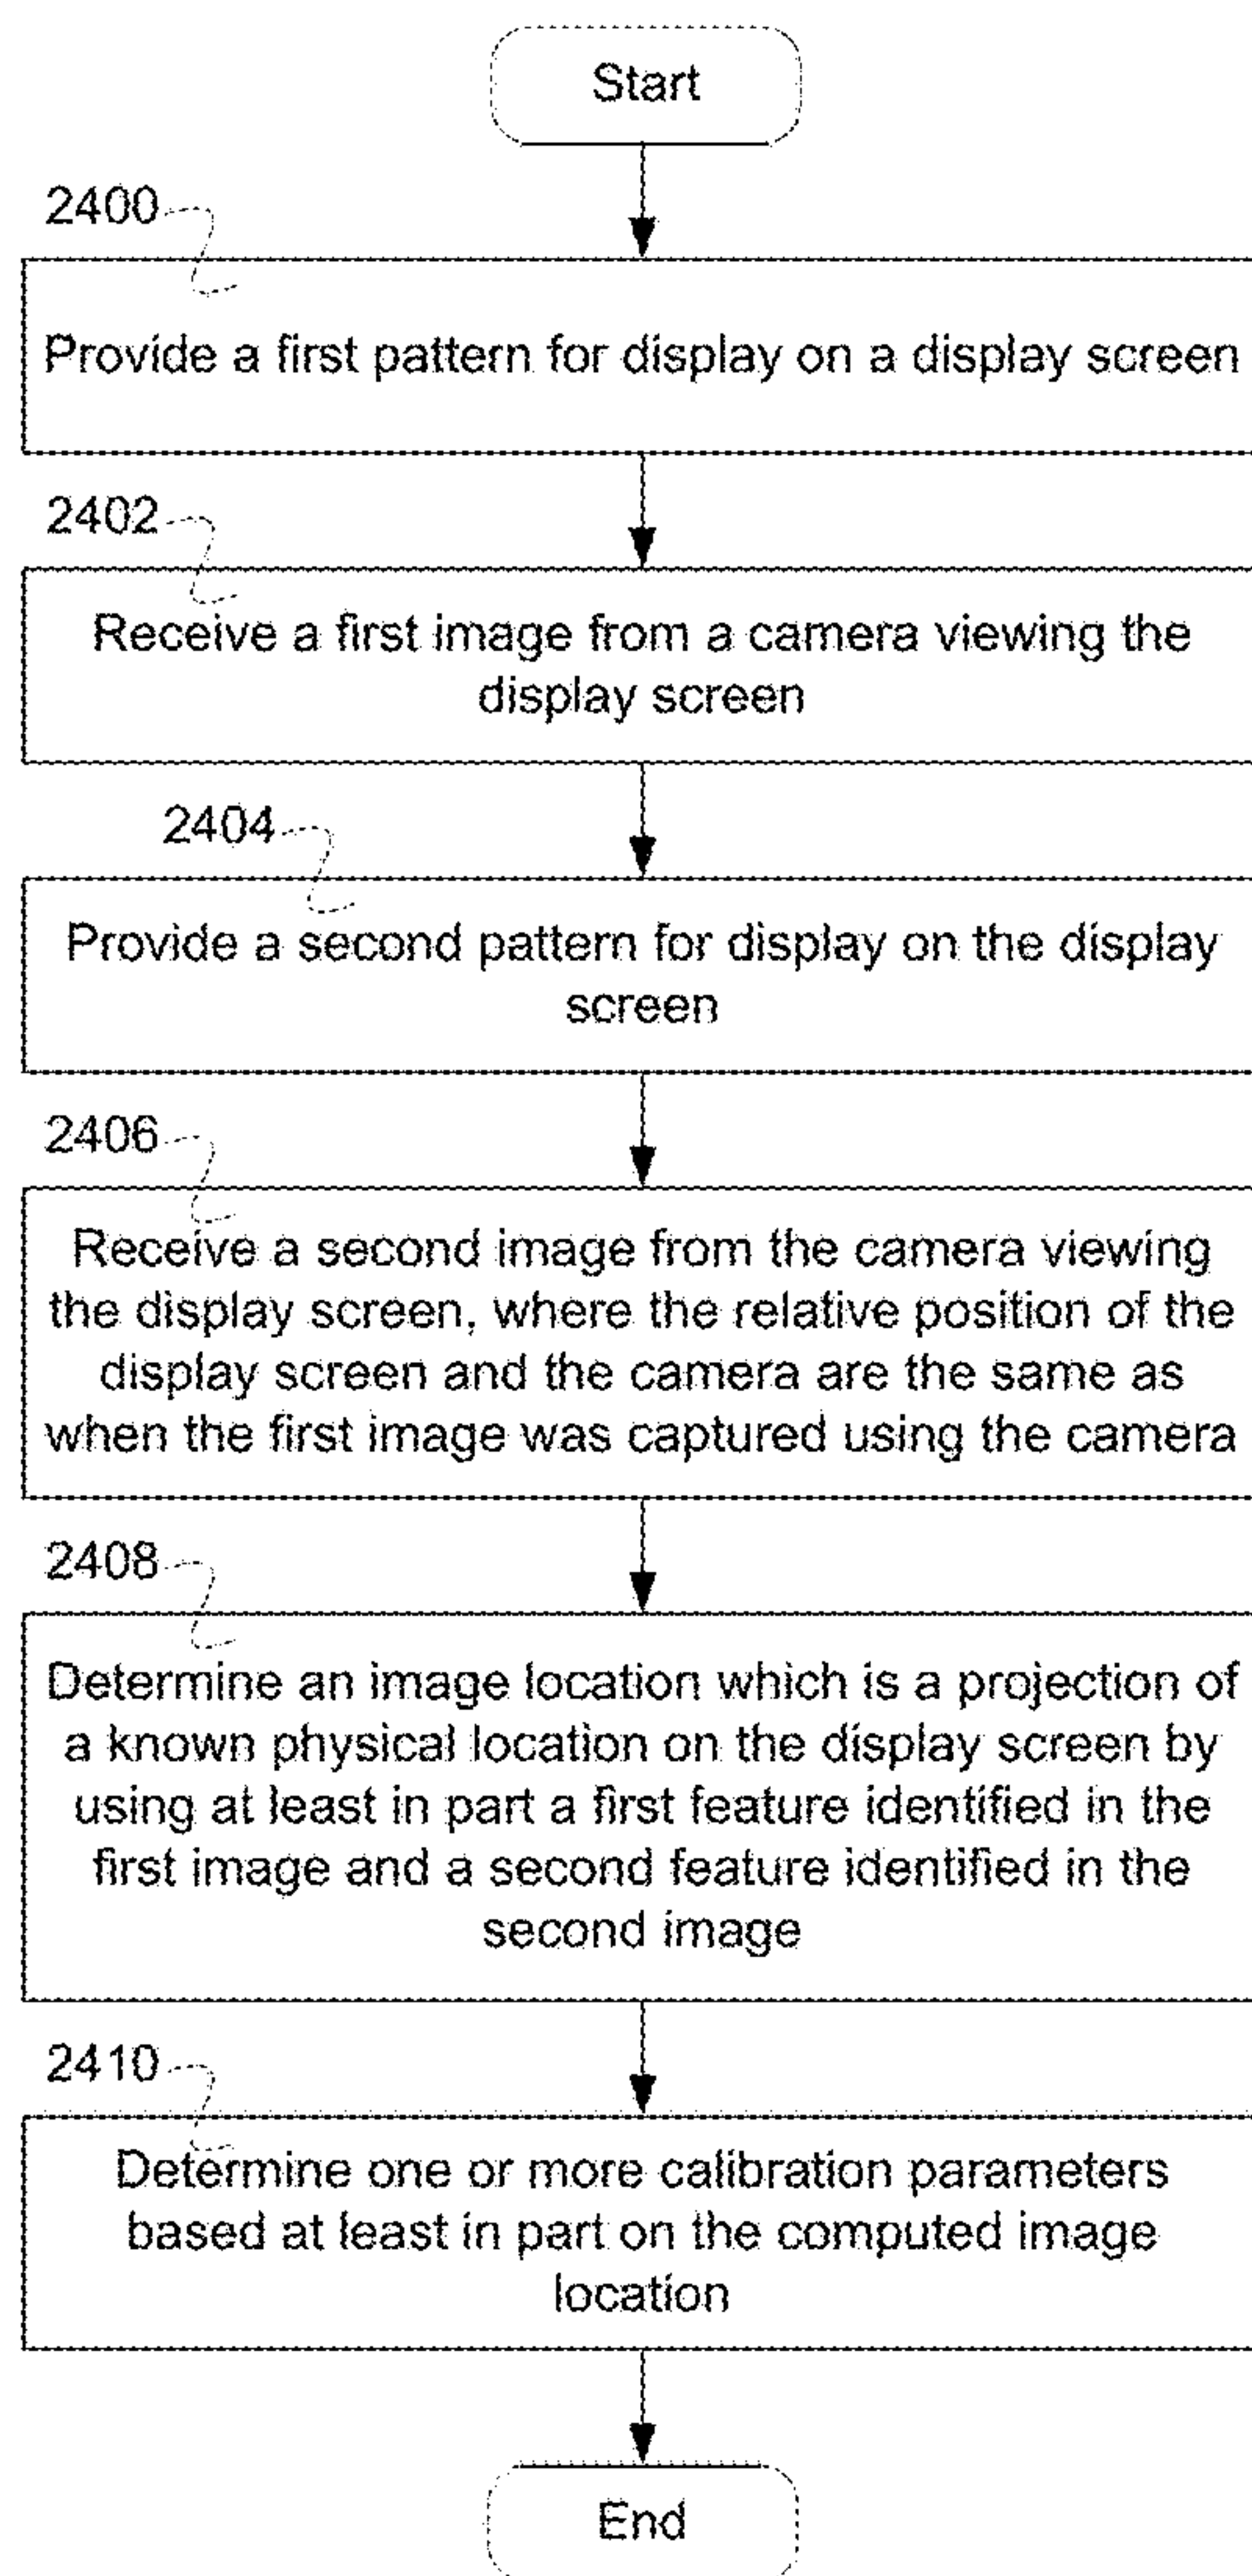 Start
2400
Provide a first pattern for display on a display screen
2402
Receive a first image from a camera viewing the
display screen
2404
Provide a second pattern for display on the display
screen
2406
Receive a second image from the camera viewing
the display screen, where the relative position of the
display screen and the camera are the same as
when the first image was captured using the camera
2408
Determine an image location which is a projection of
a known physical location on the display screen by
using at least in part a first feature identified in the
first image and a second feature identified in the
second image
2410
Determine one or more calibration parameters
based at least in part on the computed image
location
End